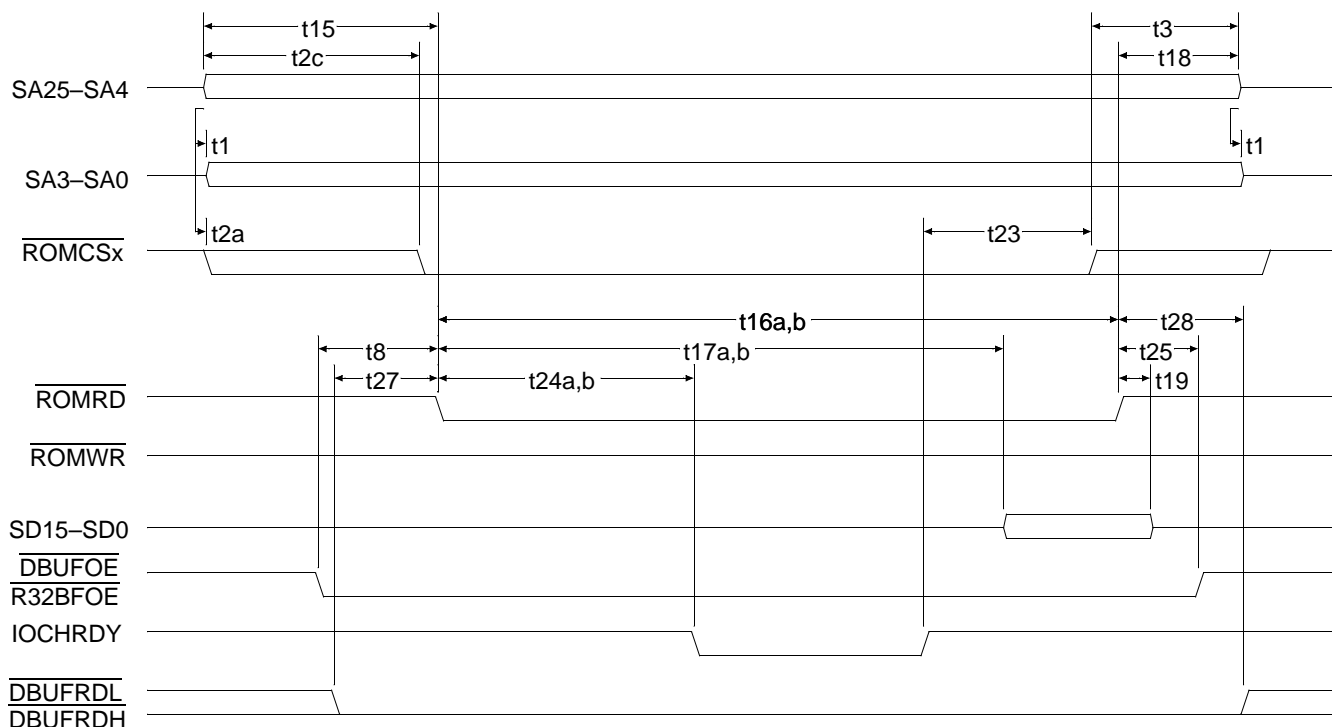 t15
t3
t2c
t18
SA25–SA4
t1
t1
SA3–SA0
t2a
t23
ROMCSx
t16a,b
t28
t8
t17a,b
t25
t27
t24a,b
t19
ROMRD
ROMWR
SD15–SD0
DBUFOE
R32BFOE
IOCHRDY
DBUFRDL
DBUFRDH